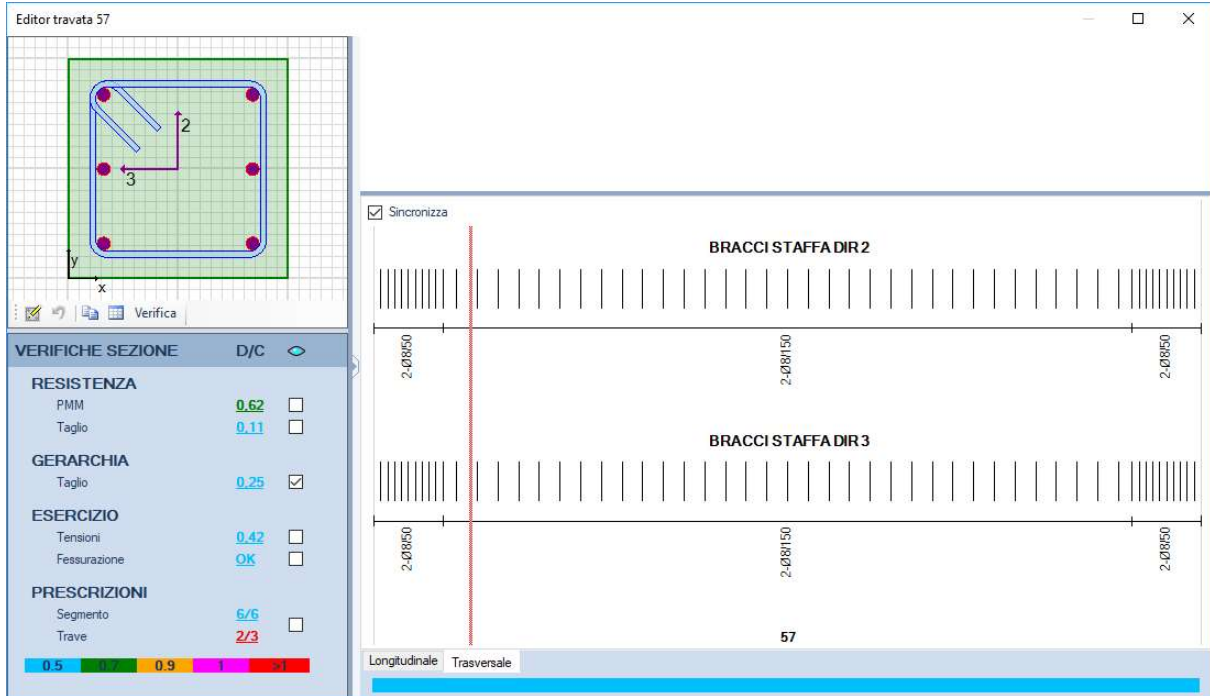 Editor travata 57
2
3
y
x
Verifica
VERIFICHE SEZIONE D/C
RESISTENZA
PMM 0,62
Taglio 0,11
GERARCHIA
Taglio 0,25
ESERCIZIO
Tensioni 0,42
Fessurazione OK
PRESCRIZIONI
Segmento 6/6
Trave 2/3
0.5 0.7 0.9 1 >1
Sincronizza
BRACCI STAFFA DIR 2
2-Ø8/50 2-Ø8/150 2-Ø8/50
BRACCI STAFFA DIR 3
2-Ø8/50 2-Ø8/150 2-Ø8/50
57
Longitudinale Trasversale